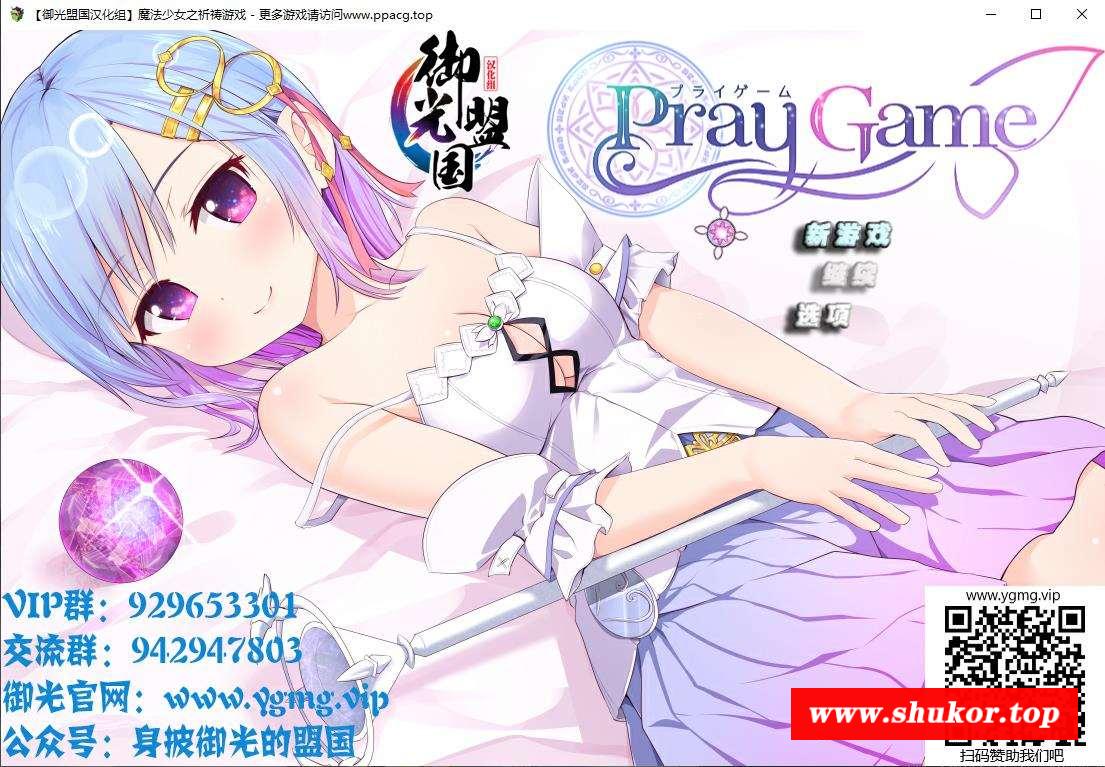 【御光盟国汉化组】魔法少女之祈祷游戏 - 更多游戏请访问www.ppacg.top
御光盟国
汉化组
プライゲーム
Pray Game
新游戏
继续
选项
VIP群：929653301
交流群：942947803
御光官网：www.ygmg.vip
公众号：身披御光的盟国
www.ygmg.vip
www.shukor.top
扫码赞助我们吧